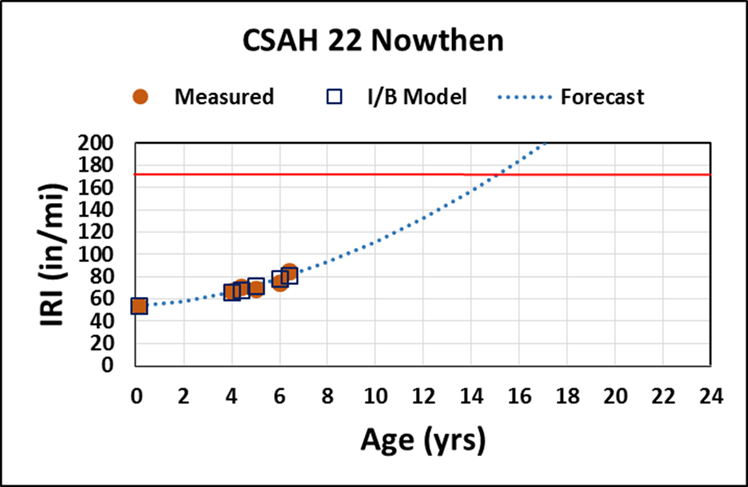 CSAH 22 Nowthen
Measured I/B Model Forecast
200
180
160
140
120
100
80
60
40
20
0
IRI (in/mi)
0 2 4 6 8 10 12 14 16 18 20 22 24
Age (yrs)